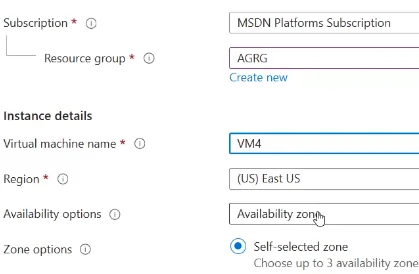 Subscription * MSDN Platforms Subscription
Resource group * AGRG
Create new
Instance details
Virtual machine name * VM4
Region * (US) East US
Availability options Availability zone
Zone options Self-selected zone
Choose up to 3 availability zone